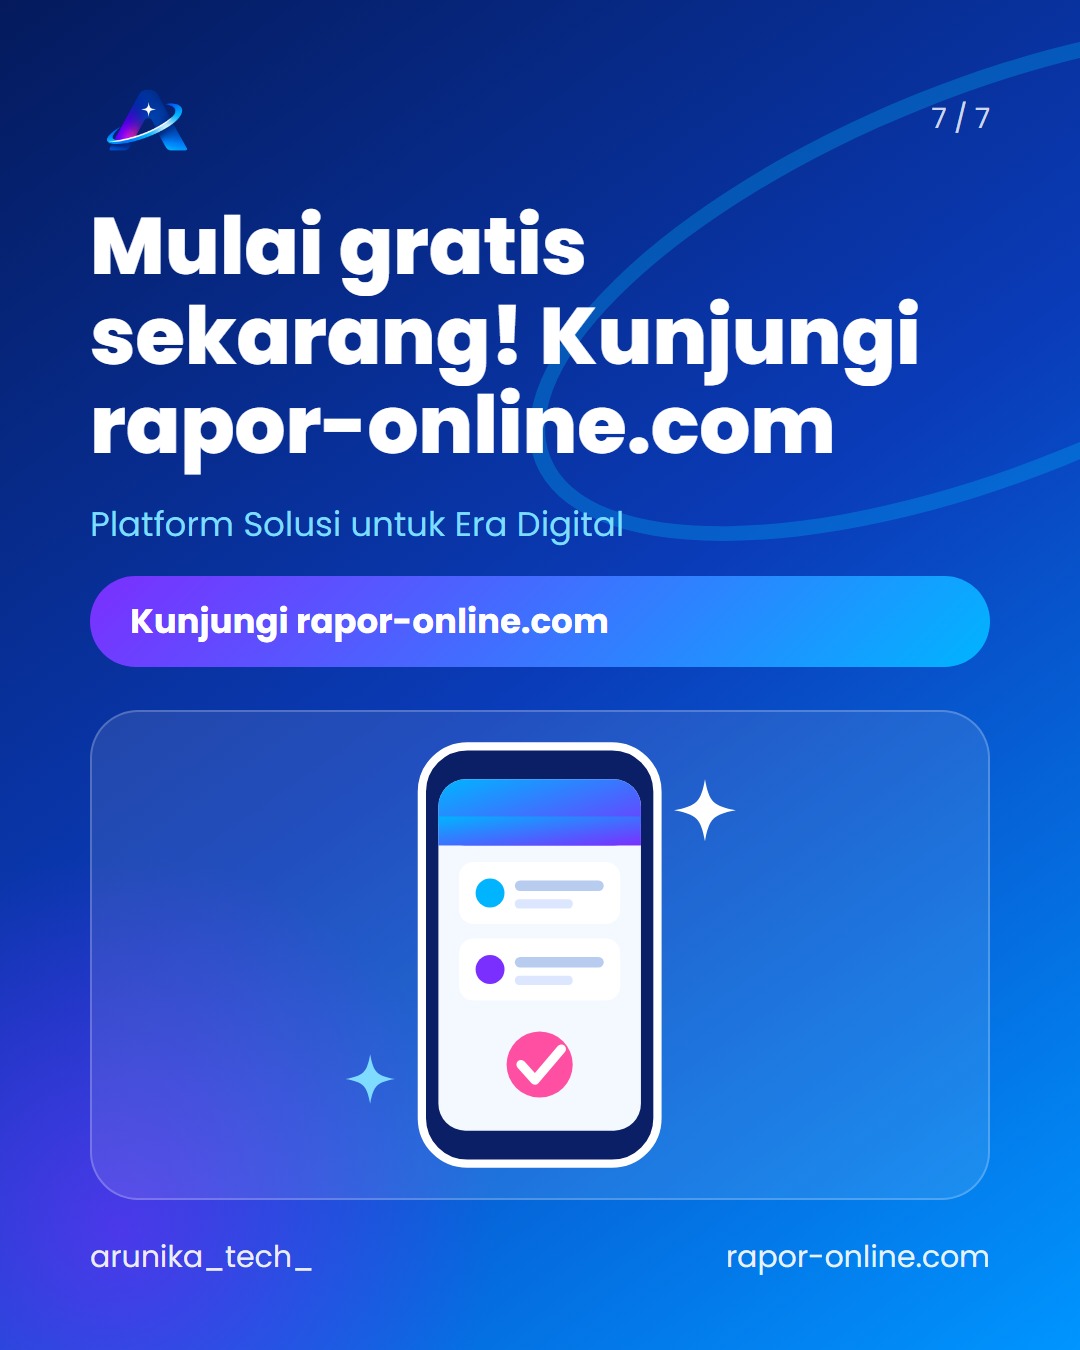 7 / 7
Mulai gratis
sekarang! Kunjungi
rapor-online.com
Platform Solusi untuk Era Digital
Kunjungi rapor-online.com
arunika_tech_
rapor-online.com